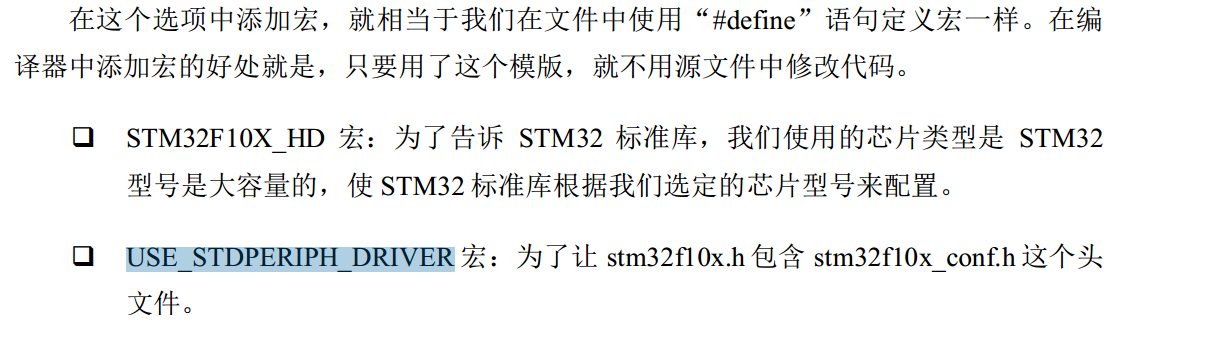 在这个选项中添加宏，就相当于我们在文件中使用“#define”语句定义宏一样。在编
译器中添加宏的好处就是，只要用了这个模版，就不用源文件中修改代码。
❑ STM32F10X_HD 宏：为了告诉 STM32 标准库，我们使用的芯片类型是 STM32
型号是大容量的，使 STM32 标准库根据我们选定的芯片型号来配置。
❑ USE_STDPERIPH_DRIVER 宏：为了让 stm32f10x.h 包含 stm32f10x_conf.h 这个头
文件。